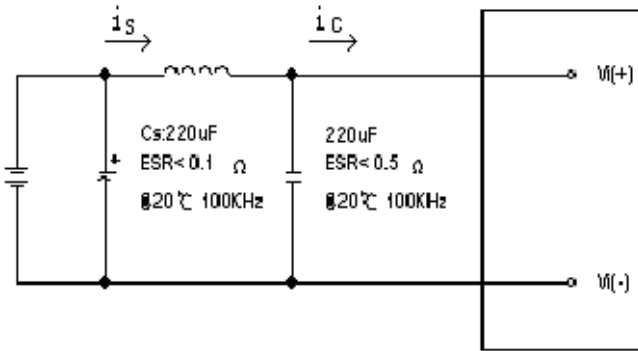 iS
iC
Vi(+)
Cs:220uF
ESR<0.1 Ω
@20℃ 100KHz
220uF
ESR<0.5 Ω
@20℃ 100KHz
Vi(-)